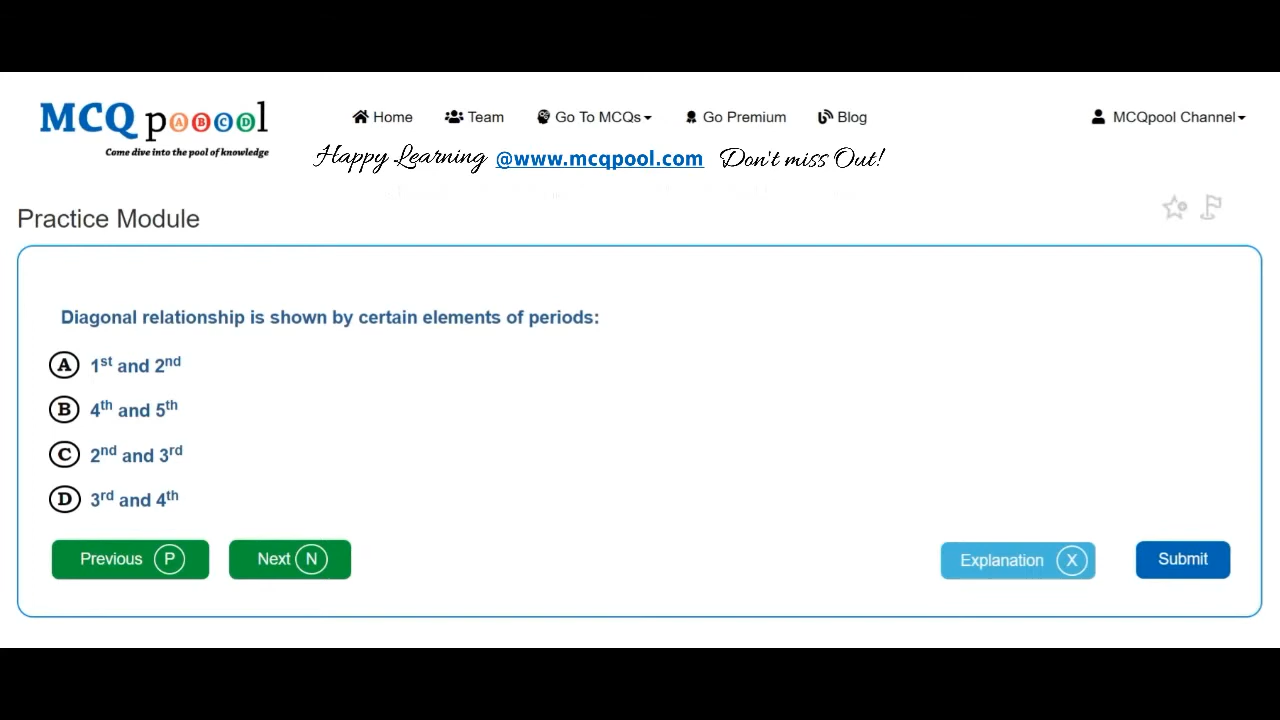 MCQ pABCDl
Come dive into the pool of knowledge
Home Team Go To MCQs Go Premium Blog MCQpool Channel
Happy Learning @www.mcqpool.com Don't miss Out!
Practice Module
Diagonal relationship is shown by certain elements of periods:
A 1st and 2nd
B 4th and 5th
C 2nd and 3rd
D 3rd and 4th
Previous P Next N Explanation X Submit